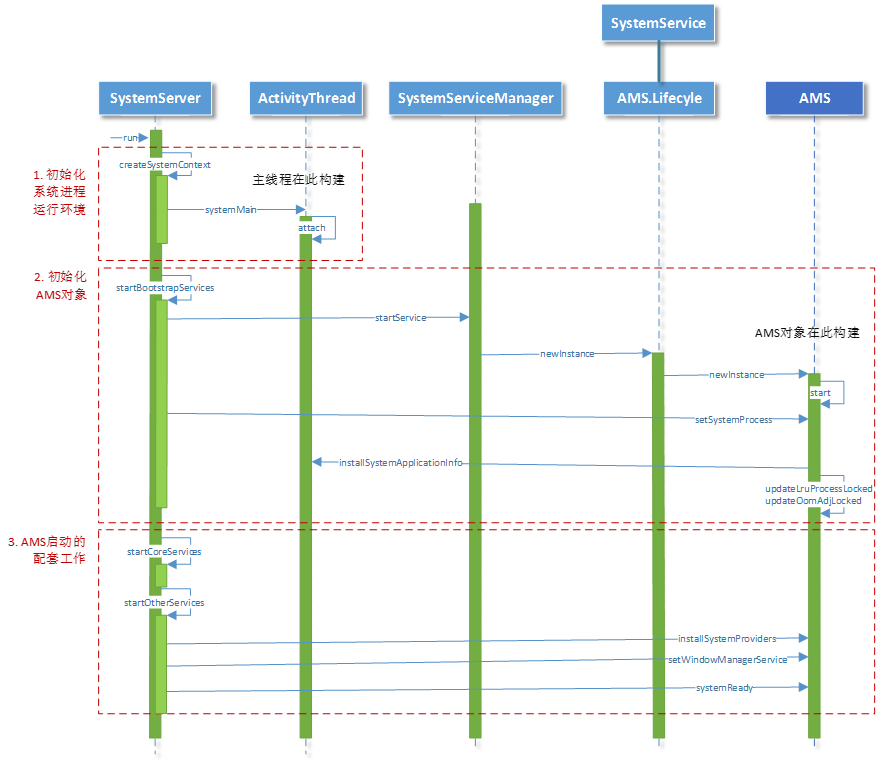 SystemService
SystemServer
ActivityThread
SystemServiceManager
AMS.Lifecyle
AMS
run
createSystemContext
1. 初始化
系统进程
运行环境
主线程在此构建
systemMain
attach
2. 初始化
AMS对象
startBootstrapServices
startService
AMS对象在此构建
newInstance
newInstance
start
setSystemProcess
installSystemApplicationInfo
updateLruProcessLocked
updateOomAdjLocked
3. AMS启动的
配套工作
startCoreServices
startOtherServices
installSystemProviders
setWindowManagerService
systemReady